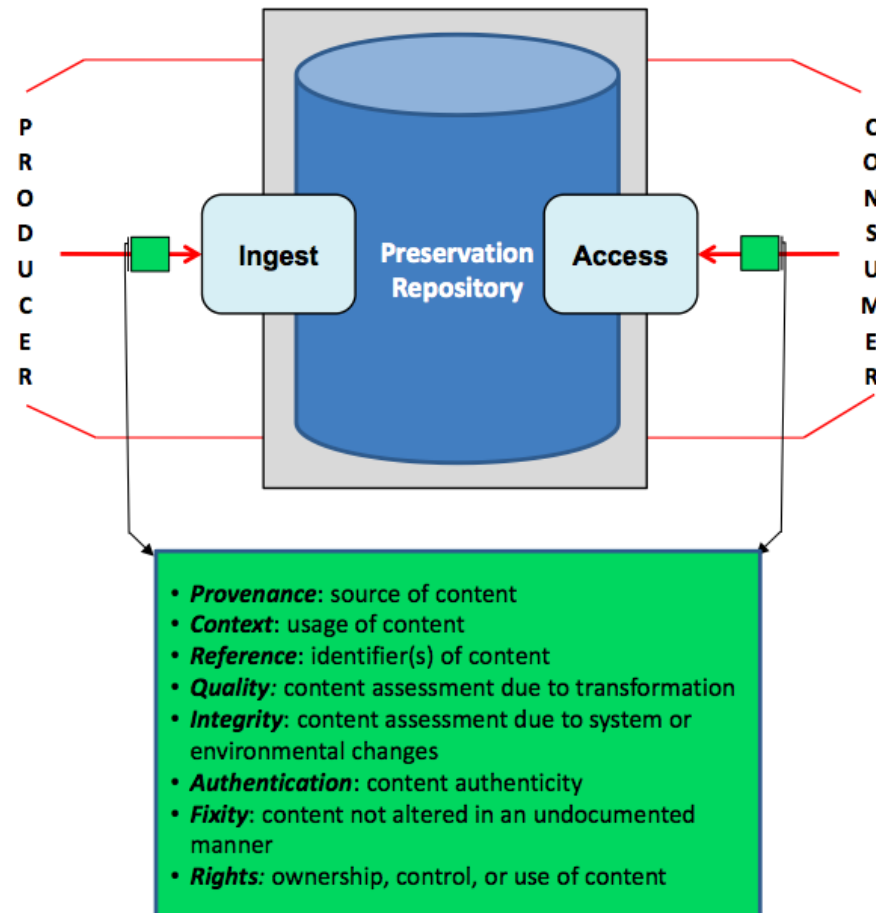 PRODUCER
CONSUMER
Ingest
Preservation
Repository
Access
• Provenance: source of content
• Context: usage of content
• Reference: identifier(s) of content
• Quality: content assessment due to transformation
• Integrity: content assessment due to system or
environmental changes
• Authentication: content authenticity
• Fixity: content not altered in an undocumented
manner
• Rights: ownership, control, or use of content